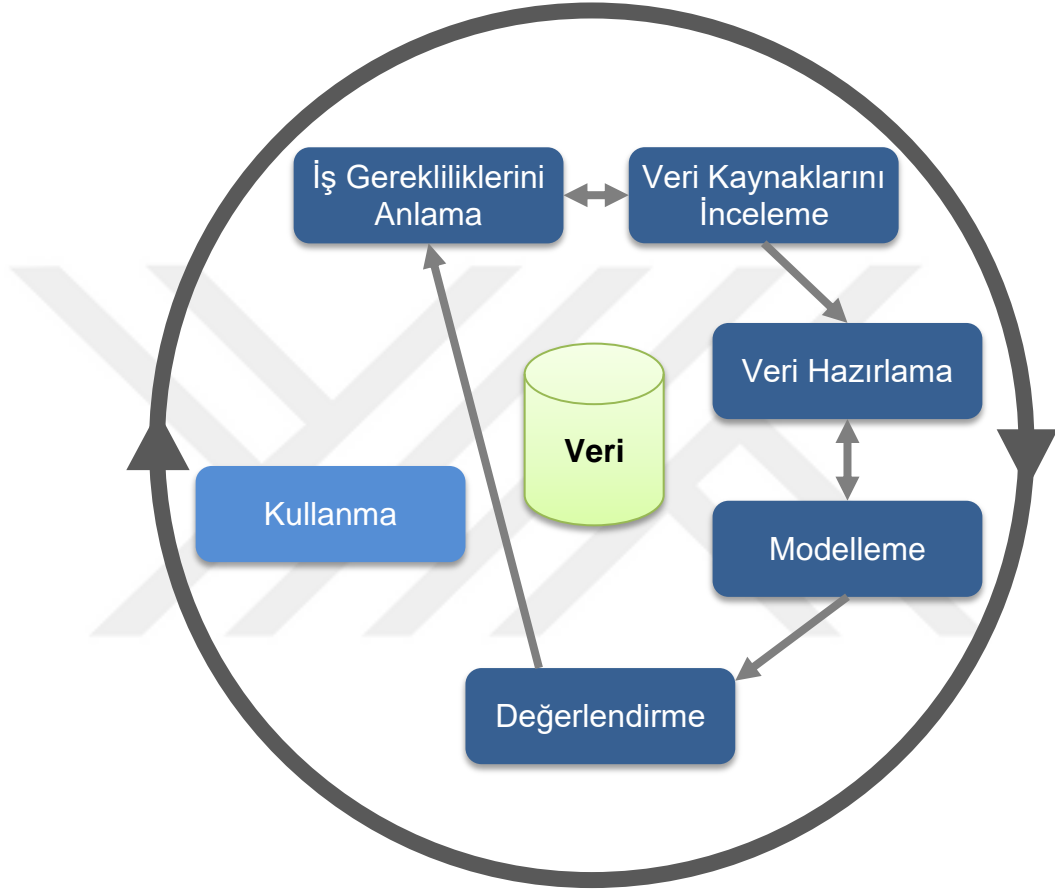 İş Gerekliliklerini
Anlama
Veri Kaynaklarını
İnceleme
Veri Hazırlama
Veri
Kullanma
Modelleme
Değerlendirme